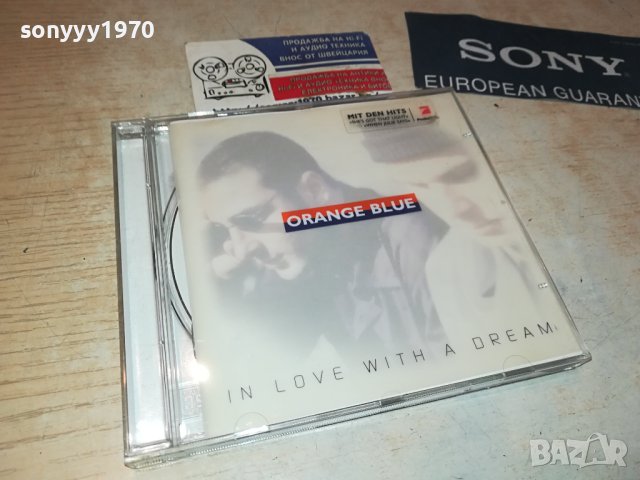 sonyyy1970
ПРОДАЖБА НА Hi-Fi
И АУДИО ТЕХНИКА
ВНОС ОТ ШВЕЙЦАРИЯ
SONY
EUROPEAN GUARAN
MIT DEN HITS
ORANGE BLUE
IN LOVE WITH A DREAM
BAZAR